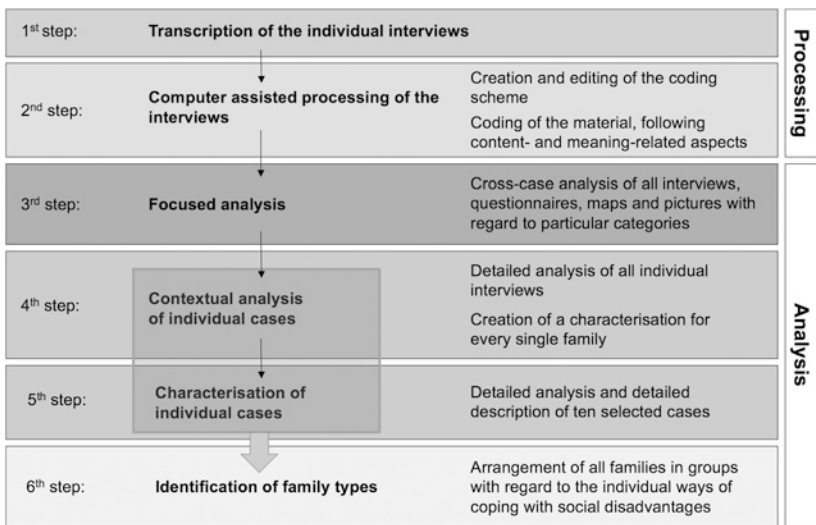 1st step:
Transcription of the individual interviews
2nd step:
Computer assisted processing of the
interviews
Creation and editing of the coding
scheme
Coding of the material, following
content- and meaning-related aspects
Processing
3rd step:
Focused analysis
Cross-case analysis of all interviews,
questionnaires, maps and pictures with
regard to particular categories
4th step:
Contextual analysis
of individual cases
Detailed analysis of all individual
interviews
Creation of a characterisation for
every single family
5th step:
Characterisation of
individual cases
Detailed analysis and detailed
description of ten selected cases
6th step:
Identification of family types
Arrangement of all families in groups
with regard to the individual ways of
coping with social disadvantages
Analysis